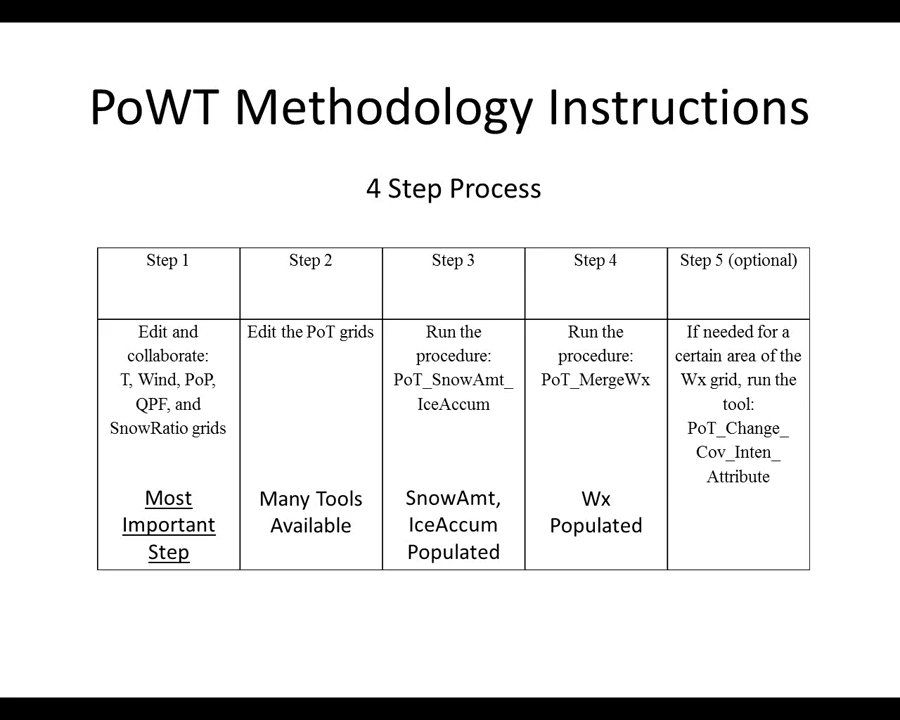 PoWT Methodology Instructions
4 Step Process
Step 1
Step 2
Step 3
Step 4
Step 5 (optional)
Edit and
collaborate:
T, Wind, PoP,
QPF, and
SnowRatio grids
Most
Important
Step
Edit the PoT grids
Many Tools
Available
Run the
procedure:
PoT_SnowAmt_
IceAccum
SnowAmt,
IceAccum
Populated
Run the
procedure:
PoT_MergeWx
Wx
Populated
If needed for a
certain area of the
Wx grid, run the
tool:
PoT_Change_
Cov_Inten_
Attribute